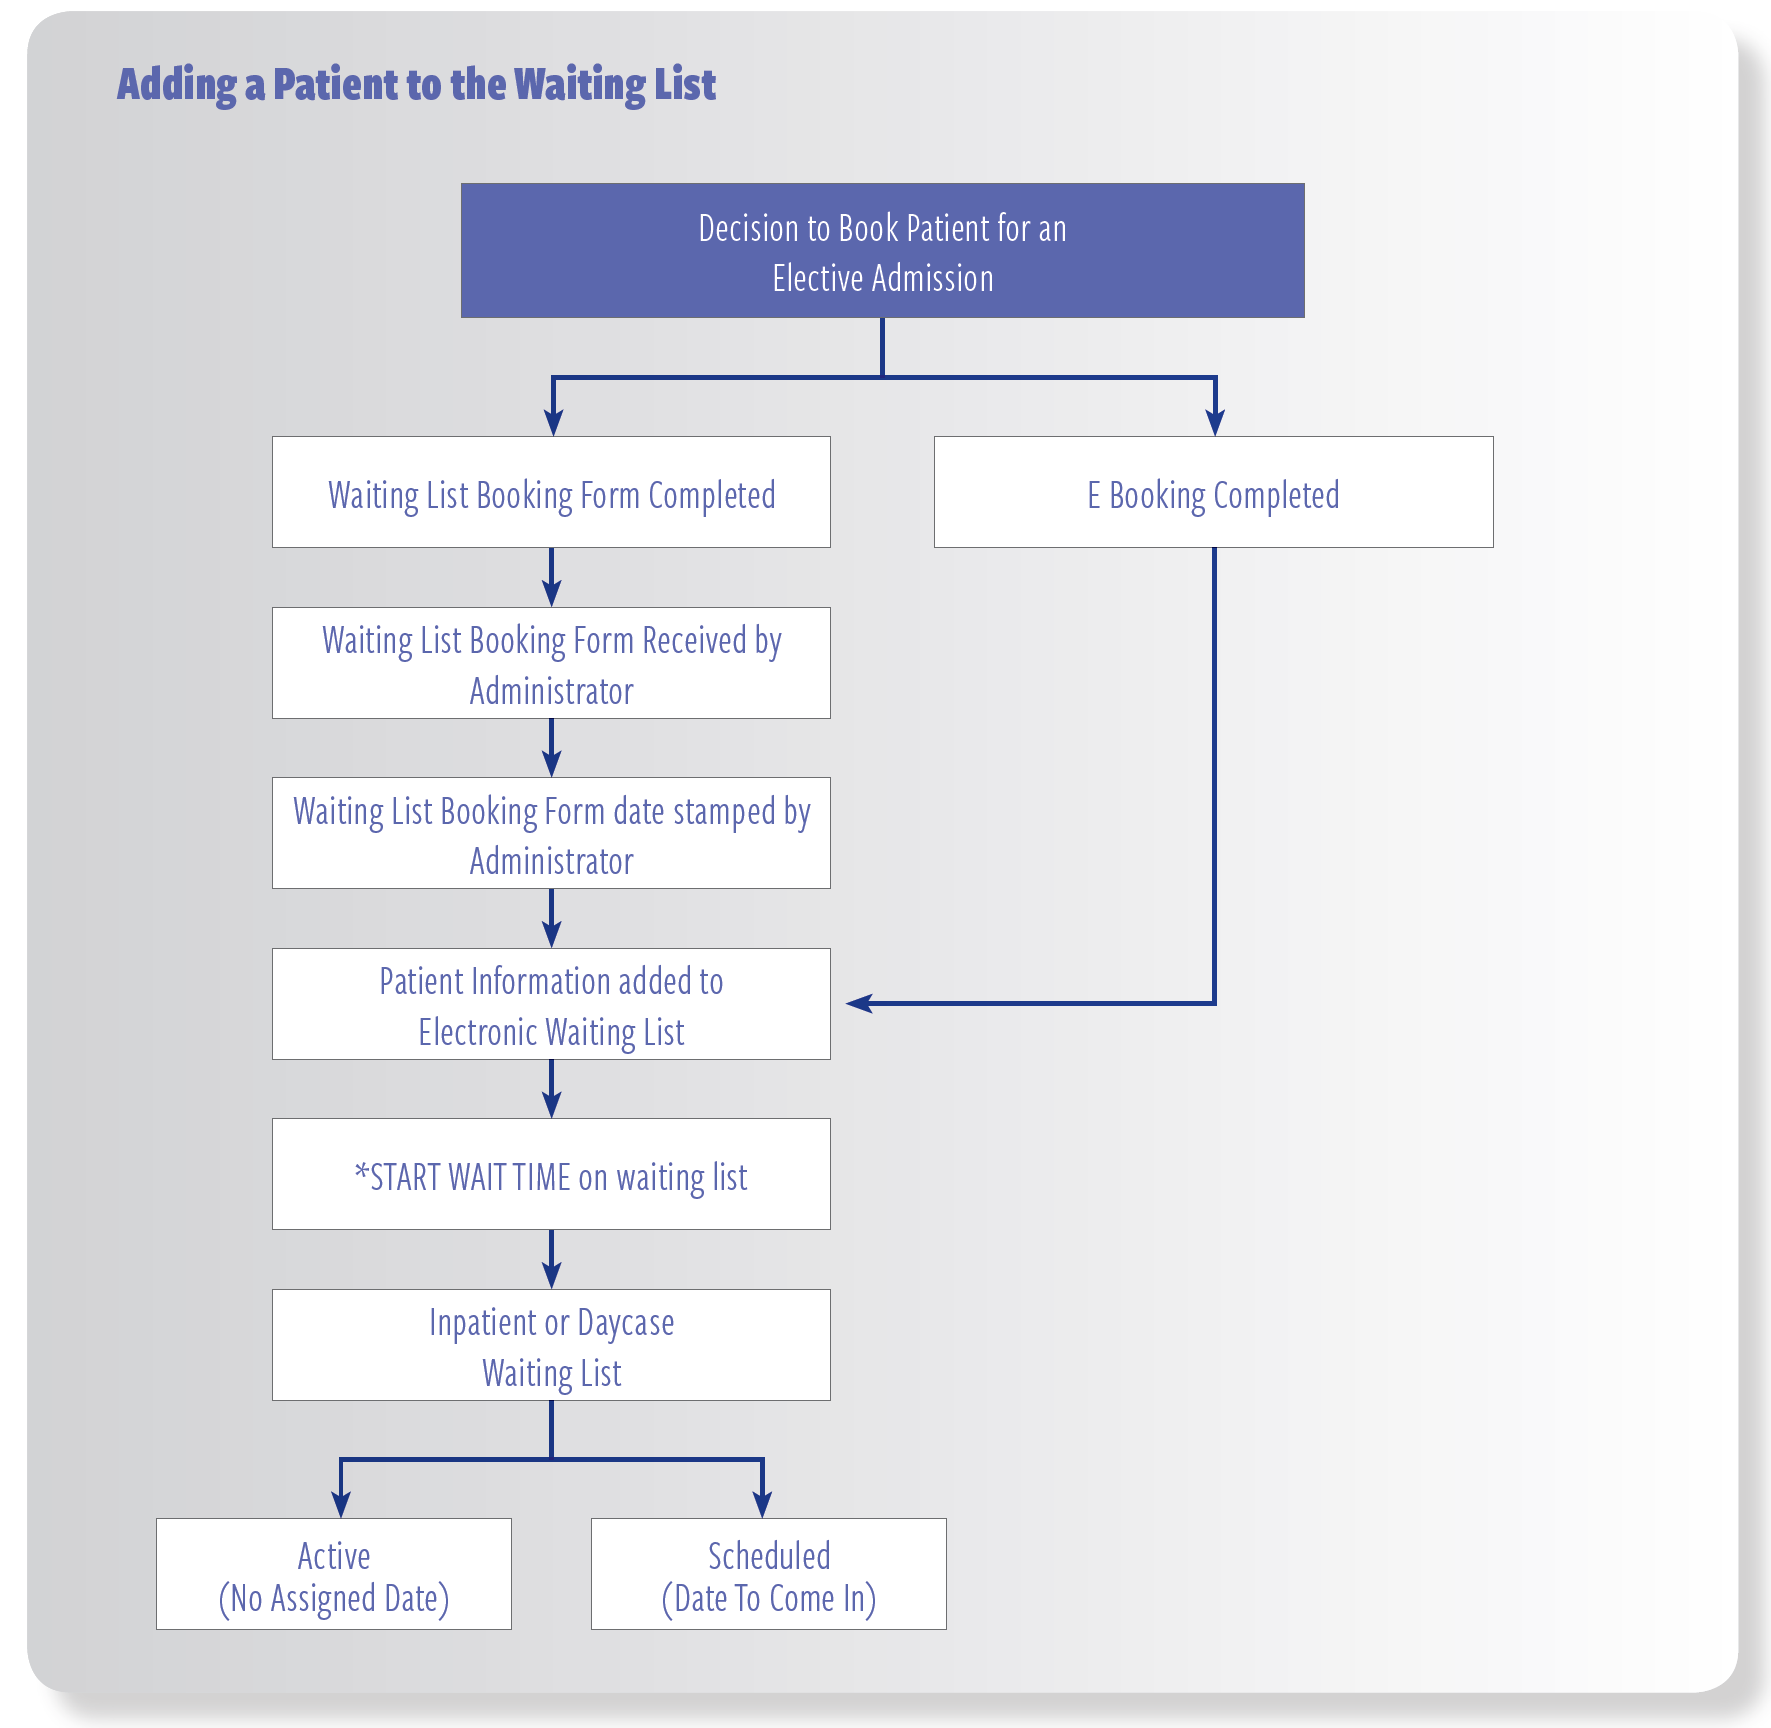 Adding a Patient to the Waiting List
Decision to Book Patient for an
Elective Admission
Waiting List Booking Form Completed
E Booking Completed
Waiting List Booking Form Received by
Administrator
Waiting List Booking Form date stamped by
Administrator
Patient Information added to
Electronic Waiting List
*START WAIT TIME on waiting list
Inpatient or Daycase
Waiting List
Active
(No Assigned Date)
Scheduled
(Date To Come In)